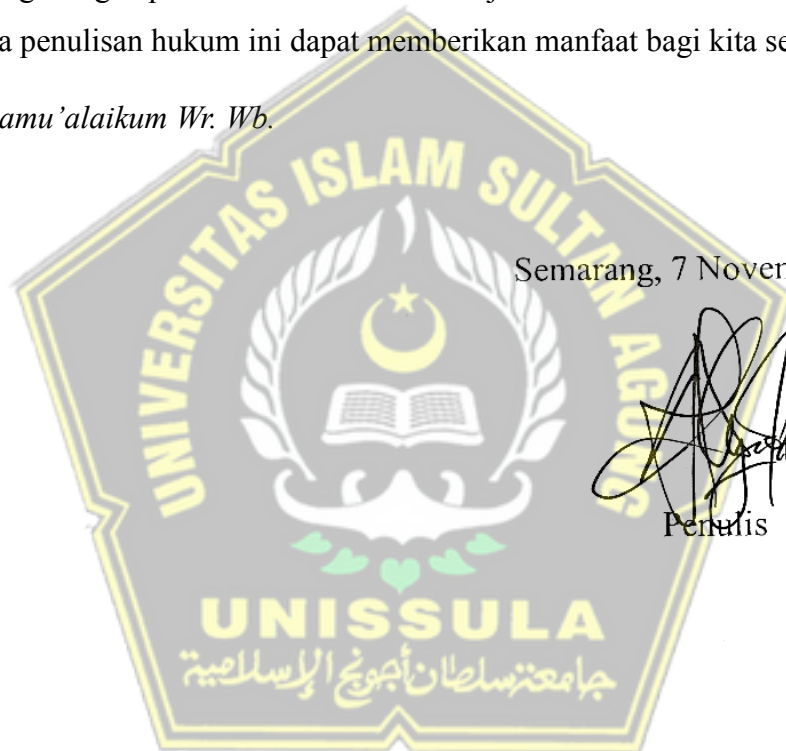 a penulisan hukum ini dapat memberikan manfaat bagi kita se
amu’alaikum Wr. Wb.
UNIVERSITAS ISLAM SULTAN AGUNG
Semarang, 7 Noven
Penulis
UNISSULA
جامعة سلطان أجونج الإسلامية